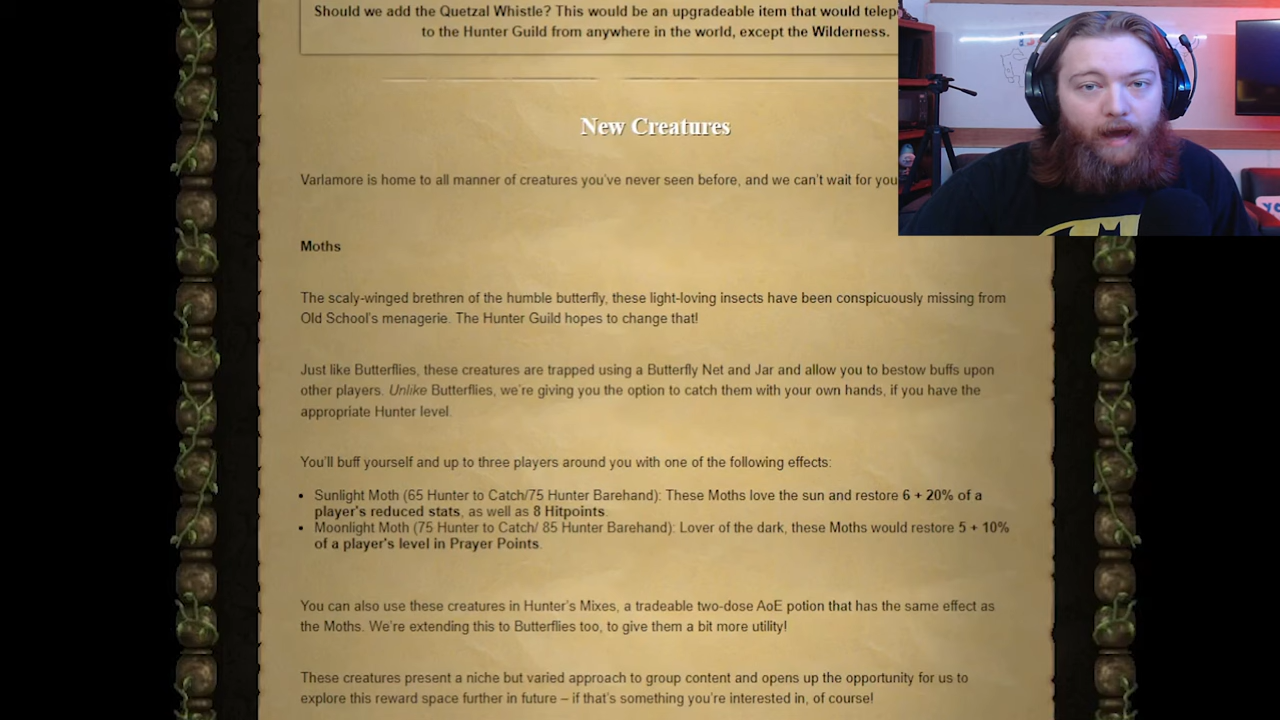 Should we add the Quetzal Whistle? This would be an upgradeable item that would
to the Hunter Guild from anywhere in the world, except the Wilderness.
New Creatures
Varlamore is home to all manner of creatures you've never seen before, and we can't wait for you
Moths
The scaly-winged brethren of the humble butterfly, these light-loving insects have been conspicuously missing from
Old School's menagerie. The Hunter Guild hopes to change that!
Just like Butterflies, these creatures are trapped using a Butterfly Net and Jar and allow you to bestow buffs upon
other players. Unlike Butterflies, we're giving you the option to catch them with your own hands, if you have the
appropriate Hunter level.
You'll buff yourself and up to three players around you with one of the following effects:
• Sunlight Moth (65 Hunter to Catch/75 Hunter Barehand): These Moths love the sun and restore 6 + 20% of a
player's reduced stats, as well as 8 Hitpoints.
• Moonlight Moth (75 Hunter to Catch/ 85 Hunter Barehand): Lover of the dark, these Moths would restore 5 + 10%
of a player's level in Prayer Points.
You can also use these creatures in Hunter's Mixes, a tradeable two-dose AoE potion that has the same effect as
the Moths. We're extending this to Butterflies too, to give them a bit more utility!
These creatures present a niche but varied approach to group content and opens up the opportunity for us to
explore this reward space further in future – if that's something you're interested in, of course!